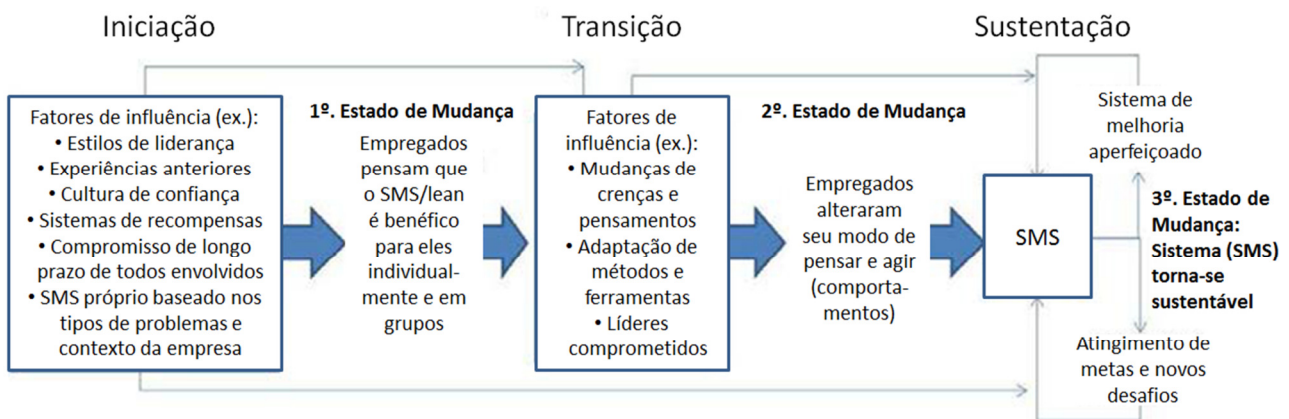 Iniciação
Transição
Sustentação
Fatores de influência (ex.):
• Estilos de liderança
• Experiências anteriores
• Cultura de confiança
• Sistemas de recompensas
• Compromisso de longo
prazo de todos envolvidos
• SMS próprio baseado nos
tipos de problemas e
contexto da empresa
1º. Estado de Mudança
Empregados
pensam que
o SMS/lean
é benéfico
para eles
individual-
mente e em
grupos
Fatores de
influência (ex.):
• Mudanças de
crenças e
pensamentos
• Adaptação de
métodos e
ferramentas
• Líderes
comprometidos
2º. Estado de Mudança
Empregados
alteraram
seu modo de
pensar e agir
(comporta-
mentos)
SMS
Sistema de
melhoria
aperfeiçoado
3º. Estado de
Mudança:
Sistema (SMS)
torna-se
sustentável
Atingimento de
metas e novos
desafios